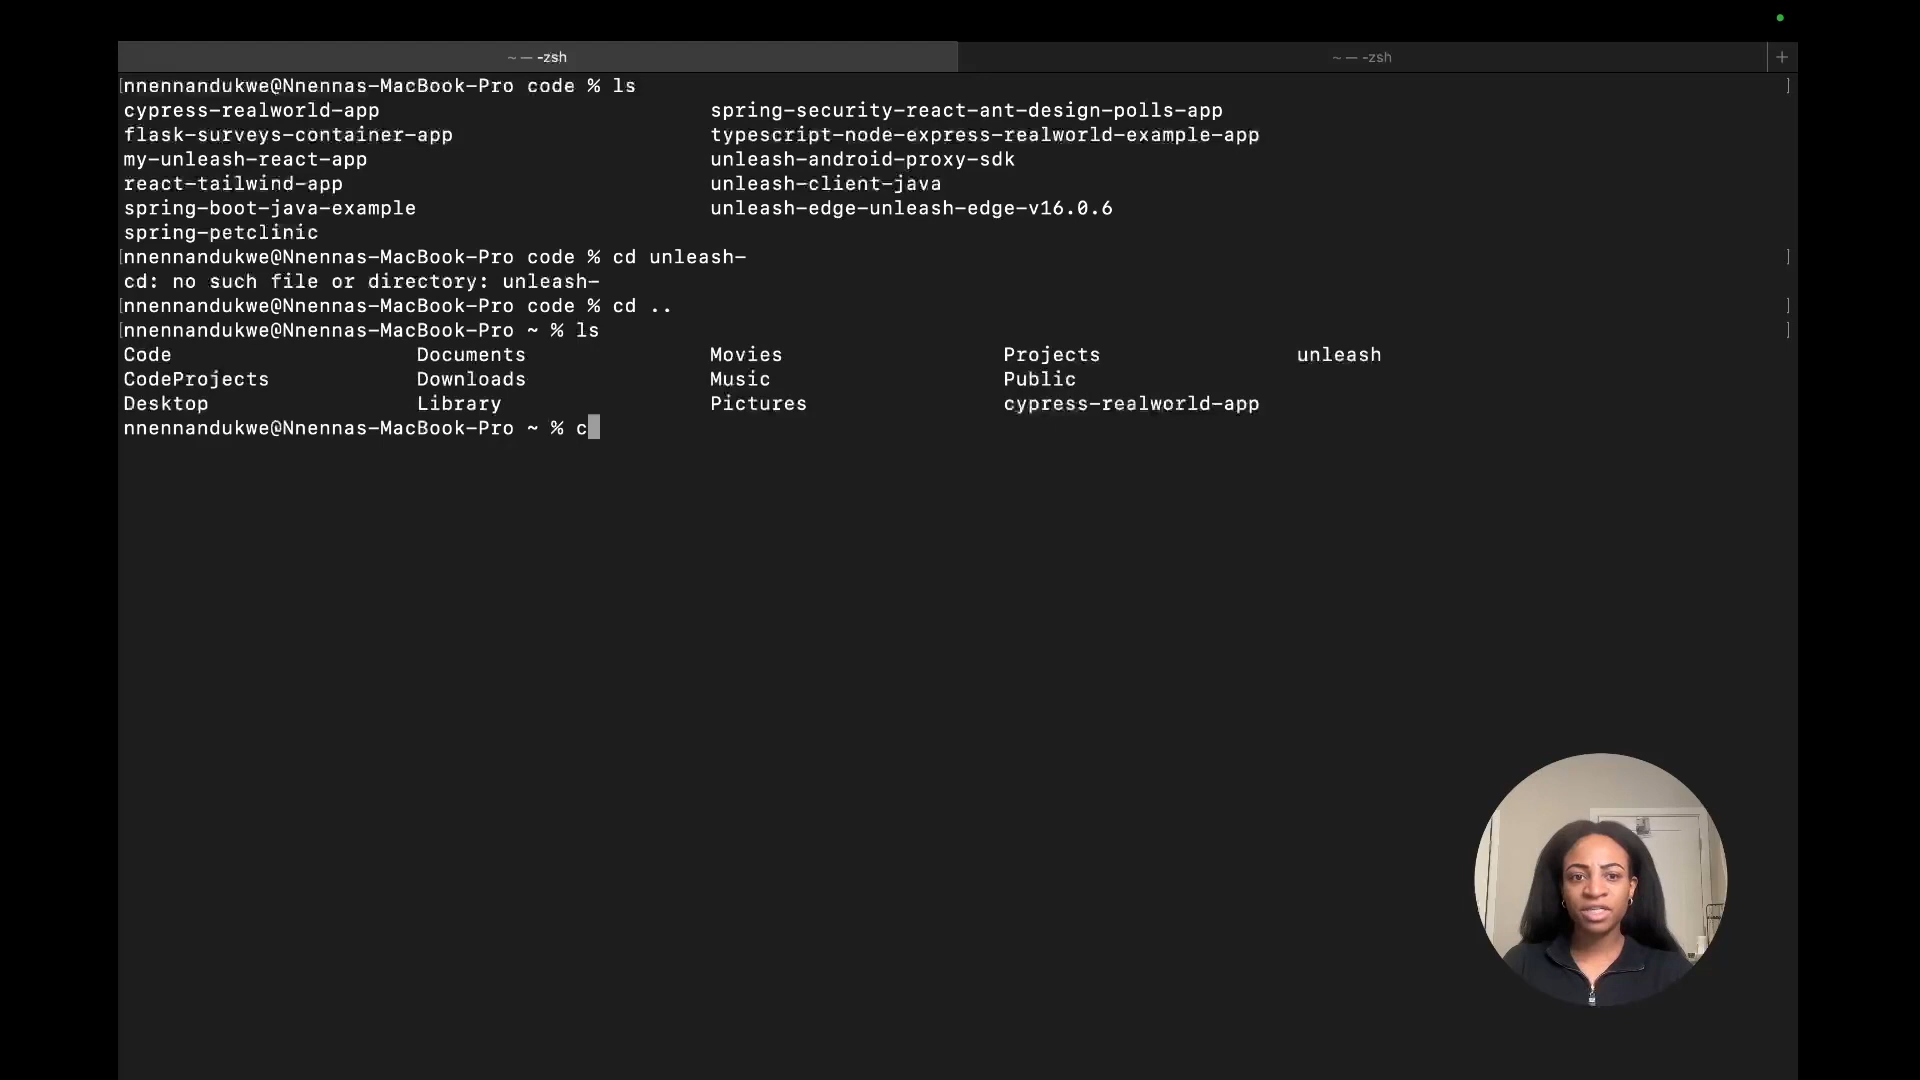 ~ — -zsh ~ — -zsh +
[nnennandukwe@Nnennas-MacBook-Pro code % ls ]
cypress-realworld-app spring-security-react-ant-design-polls-app
flask-surveys-container-app typescript-node-express-realworld-example-app
my-unleash-react-app unleash-android-proxy-sdk
react-tailwind-app unleash-client-java
spring-boot-java-example unleash-edge-unleash-edge-v16.0.6
spring-petclinic
[nnennandukwe@Nnennas-MacBook-Pro code % cd unleash- ]
cd: no such file or directory: unleash-
[nnennandukwe@Nnennas-MacBook-Pro code % cd .. ]
[nnennandukwe@Nnennas-MacBook-Pro ~ % ls ]
Code Documents Movies Projects unleash
CodeProjects Downloads Music Public
Desktop Library Pictures cypress-realworld-app
nnennandukwe@Nnennas-MacBook-Pro ~ % c